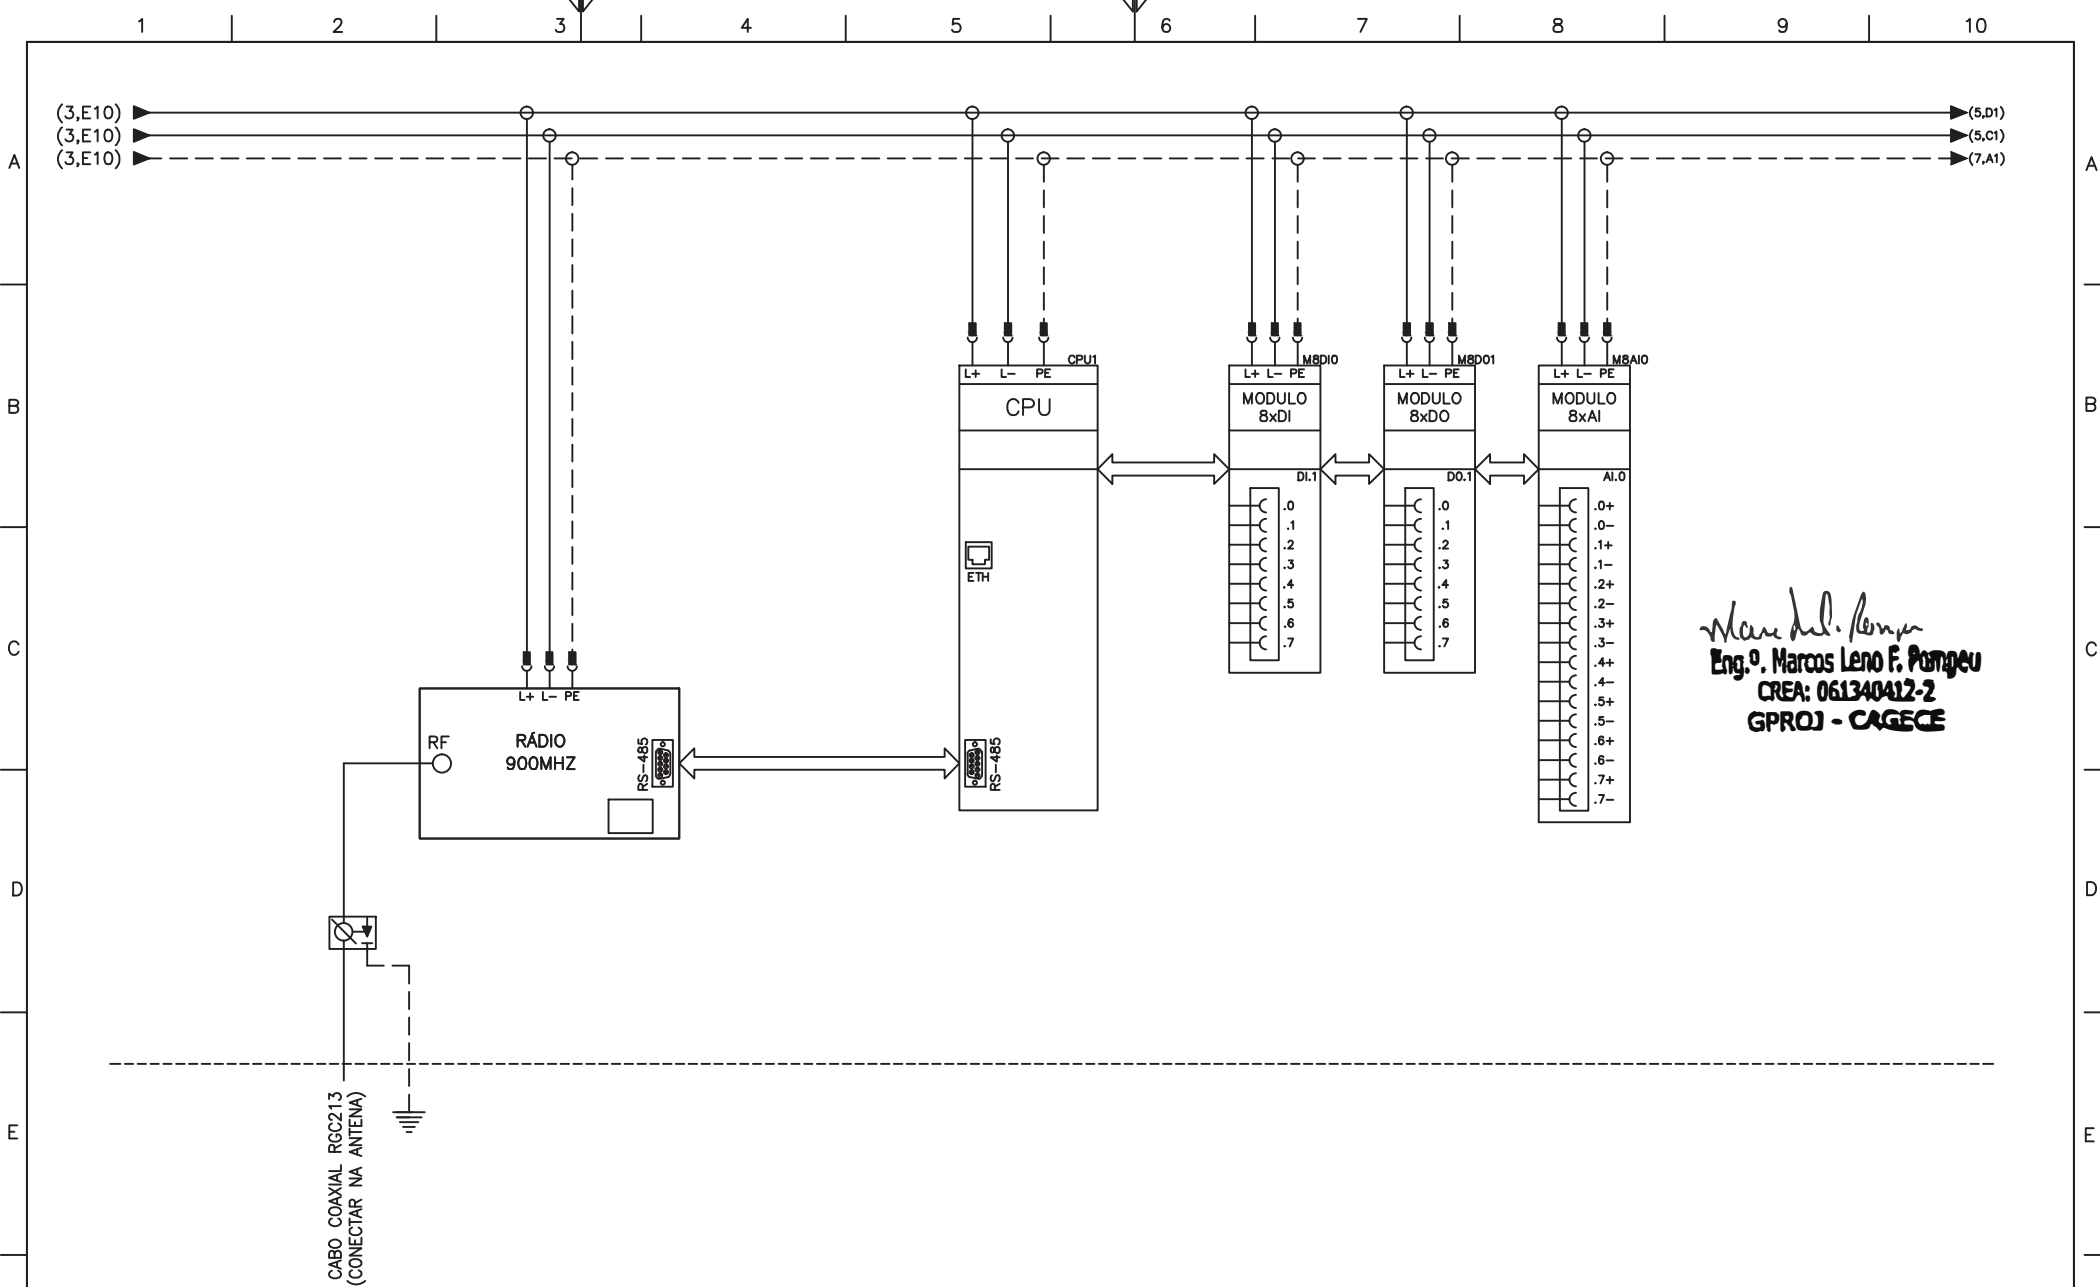 1 2 3 4 5 6 7 8 9 10
(3,E10) (5,D1)
(3,E10) (5,C1)
(3,E10) (7,A1)
A A
B B
C C
D D
E E
CPU1
L+ L- PE
CPU
ETH
RS-485
M8DI0
L+ L- PE
MODULO
8xDI
DI.1
.0
.1
.2
.3
.4
.5
.6
.7
M8DO1
L+ L- PE
MODULO
8xDO
DO.1
.0
.1
.2
.3
.4
.5
.6
.7
M8AI0
L+ L- PE
MODULO
8xAI
AI.0
.0+
.0-
.1+
.1-
.2+
.2-
.3+
.3-
.4+
.4-
.5+
.5-
.6+
.6-
.7+
.7-
L+ L- PE
RF
RÁDIO
900MHZ
RS-485
Eng.º. Marcos Leno F. Pompeu
CREA: 061340412-2
GPROJ - CAGECE
CABO COAXIAL RGC213
(CONECTAR NA ANTENA)